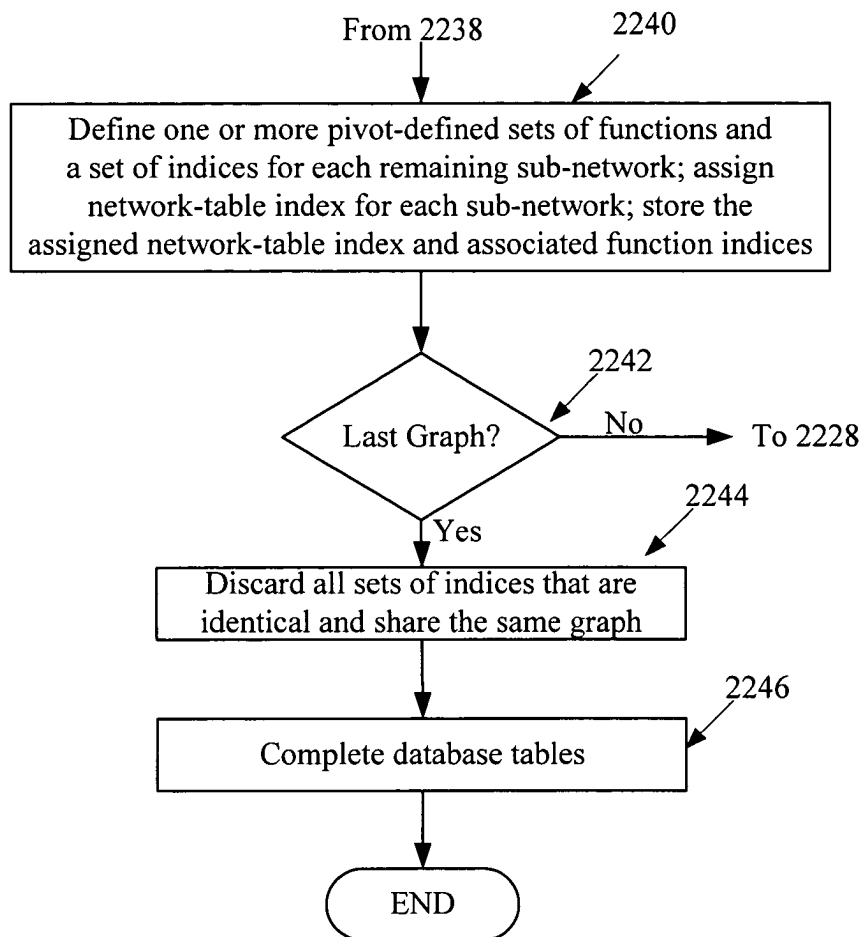 From 2238
2240
Define one or more pivot-defined sets of functions and
a set of indices for each remaining sub-network; assign
network-table index for each sub-network; store the
assigned network-table index and associated function indices
2242
Last Graph?
No
To 2228
2244
Yes
Discard all sets of indices that are
identical and share the same graph
2246
Complete database tables
END